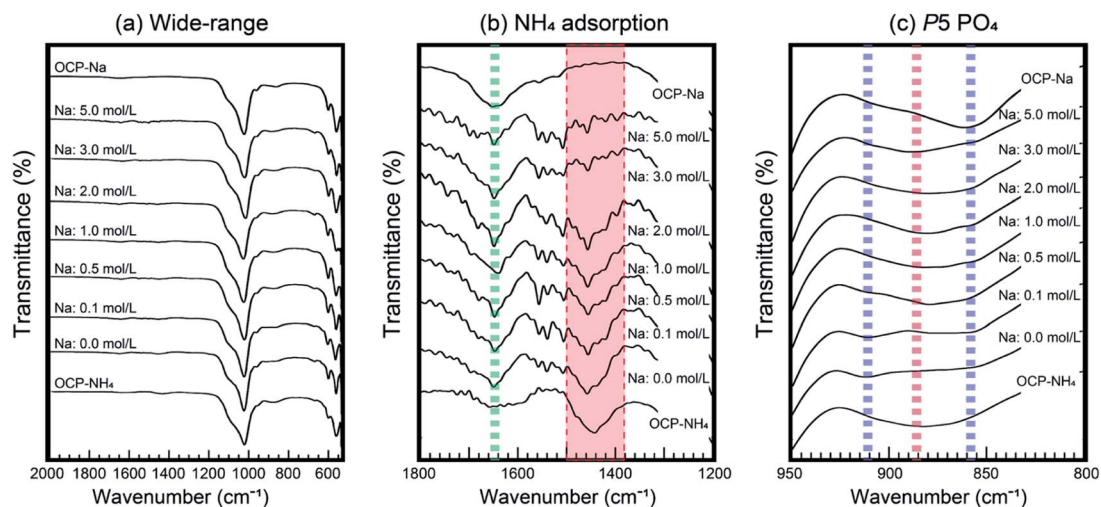 (a) Wide-range
Transmittance (%)
OCP-Na
Na: 5.0 mol/L
Na: 3.0 mol/L
Na: 2.0 mol/L
Na: 1.0 mol/L
Na: 0.5 mol/L
Na: 0.1 mol/L
Na: 0.0 mol/L
OCP-NH₄
2000 1600 1400 1200 1000 800 600
Wavenumber (cm⁻¹)
(b) NH₄ adsorption
Transmittance (%)
OCP-Na
Na: 5.0 mol/L
Na: 3.0 mol/L
Na: 2.0 mol/L
Na: 1.0 mol/L
Na: 0.5 mol/L
Na: 0.1 mol/L
Na: 0.0 mol/L
OCP-NH₄
1800 1600 1400 1200
Wavenumber (cm⁻¹)
(c) P5 PO₄
Transmittance (%)
OCP-Na
Na: 5.0 mol/L
Na: 3.0 mol/L
Na: 2.0 mol/L
Na: 1.0 mol/L
Na: 0.5 mol/L
Na: 0.1 mol/L
Na: 0.0 mol/L
OCP-NH₄
950 900 850 800
Wavenumber (cm⁻¹)